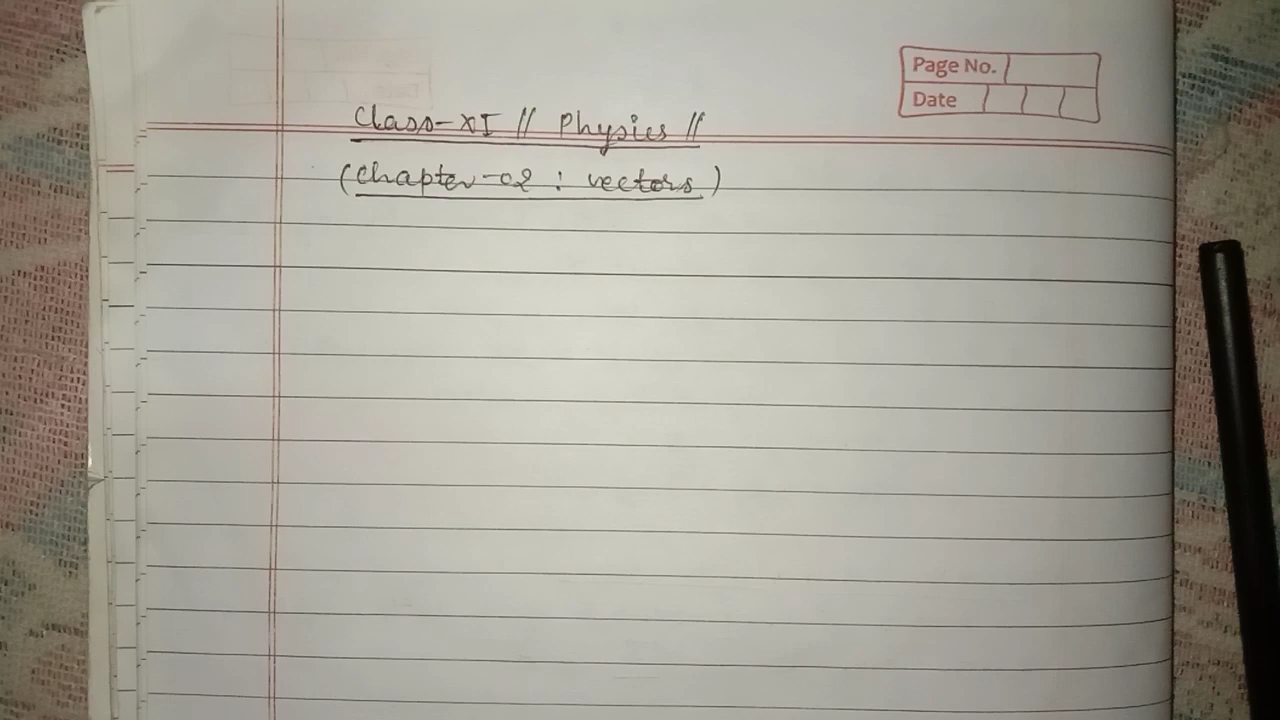 Page No.
Date
Class-XI // Physics //
(Chapter-02 : vectors)